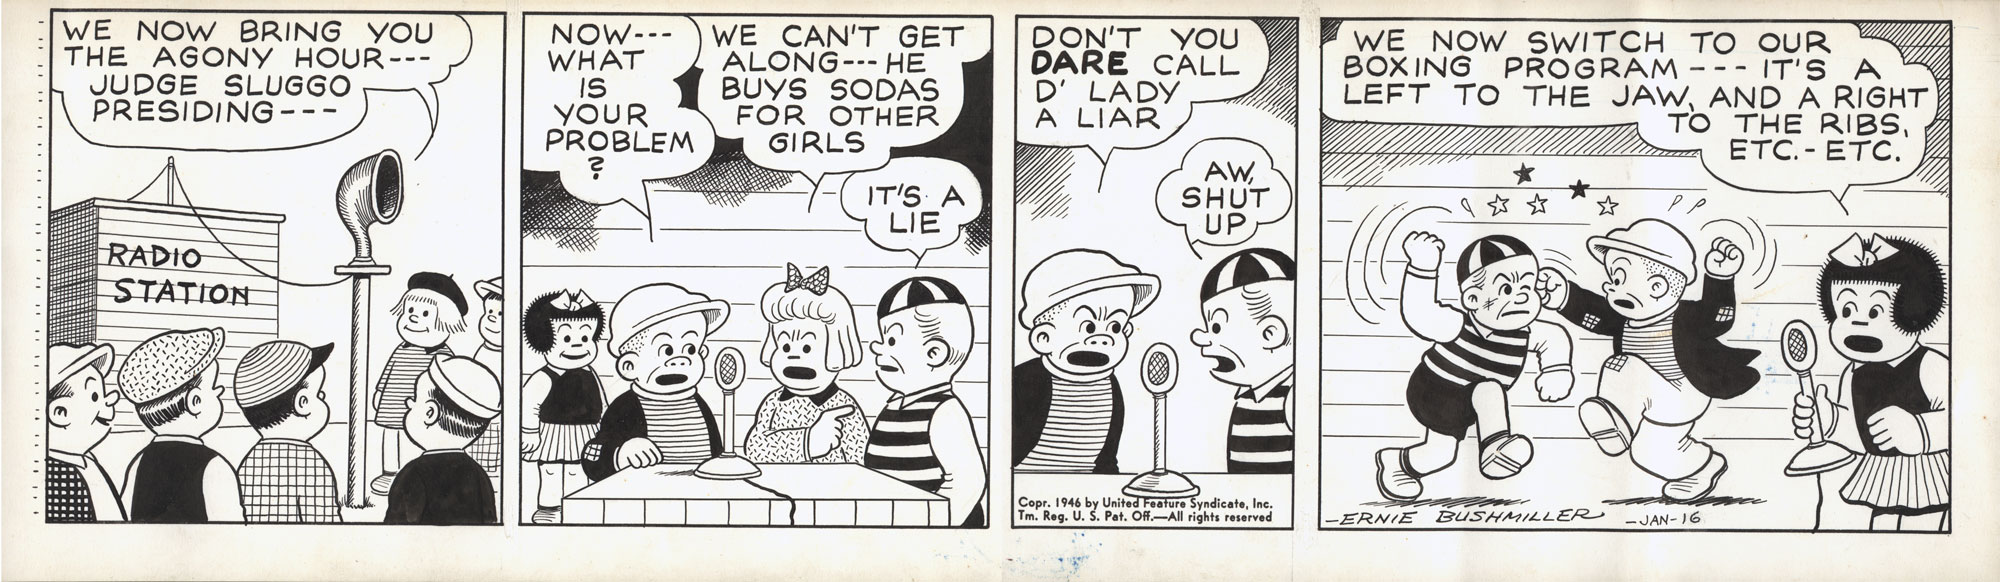 WE NOW BRING YOU
THE AGONY HOUR---
JUDGE SLUGGO
PRESIDING---
RADIO
STATION
NOW---
WHAT
IS
YOUR
PROBLEM
?
WE CAN'T GET
ALONG---HE
BUYS SODAS
FOR OTHER
GIRLS
IT'S A
LIE
DON'T YOU
DARE CALL
D' LADY
A LIAR
AW,
SHUT
UP
Copr. 1946 by United Feature Syndicate, Inc.
Tm. Reg. U. S. Pat. Off.—All rights reserved
WE NOW SWITCH TO OUR
BOXING PROGRAM --- IT'S A
LEFT TO THE JAW, AND A RIGHT
TO THE RIBS,
ETC.-ETC.
-ERNIE BUSHMILLER -JAN-16